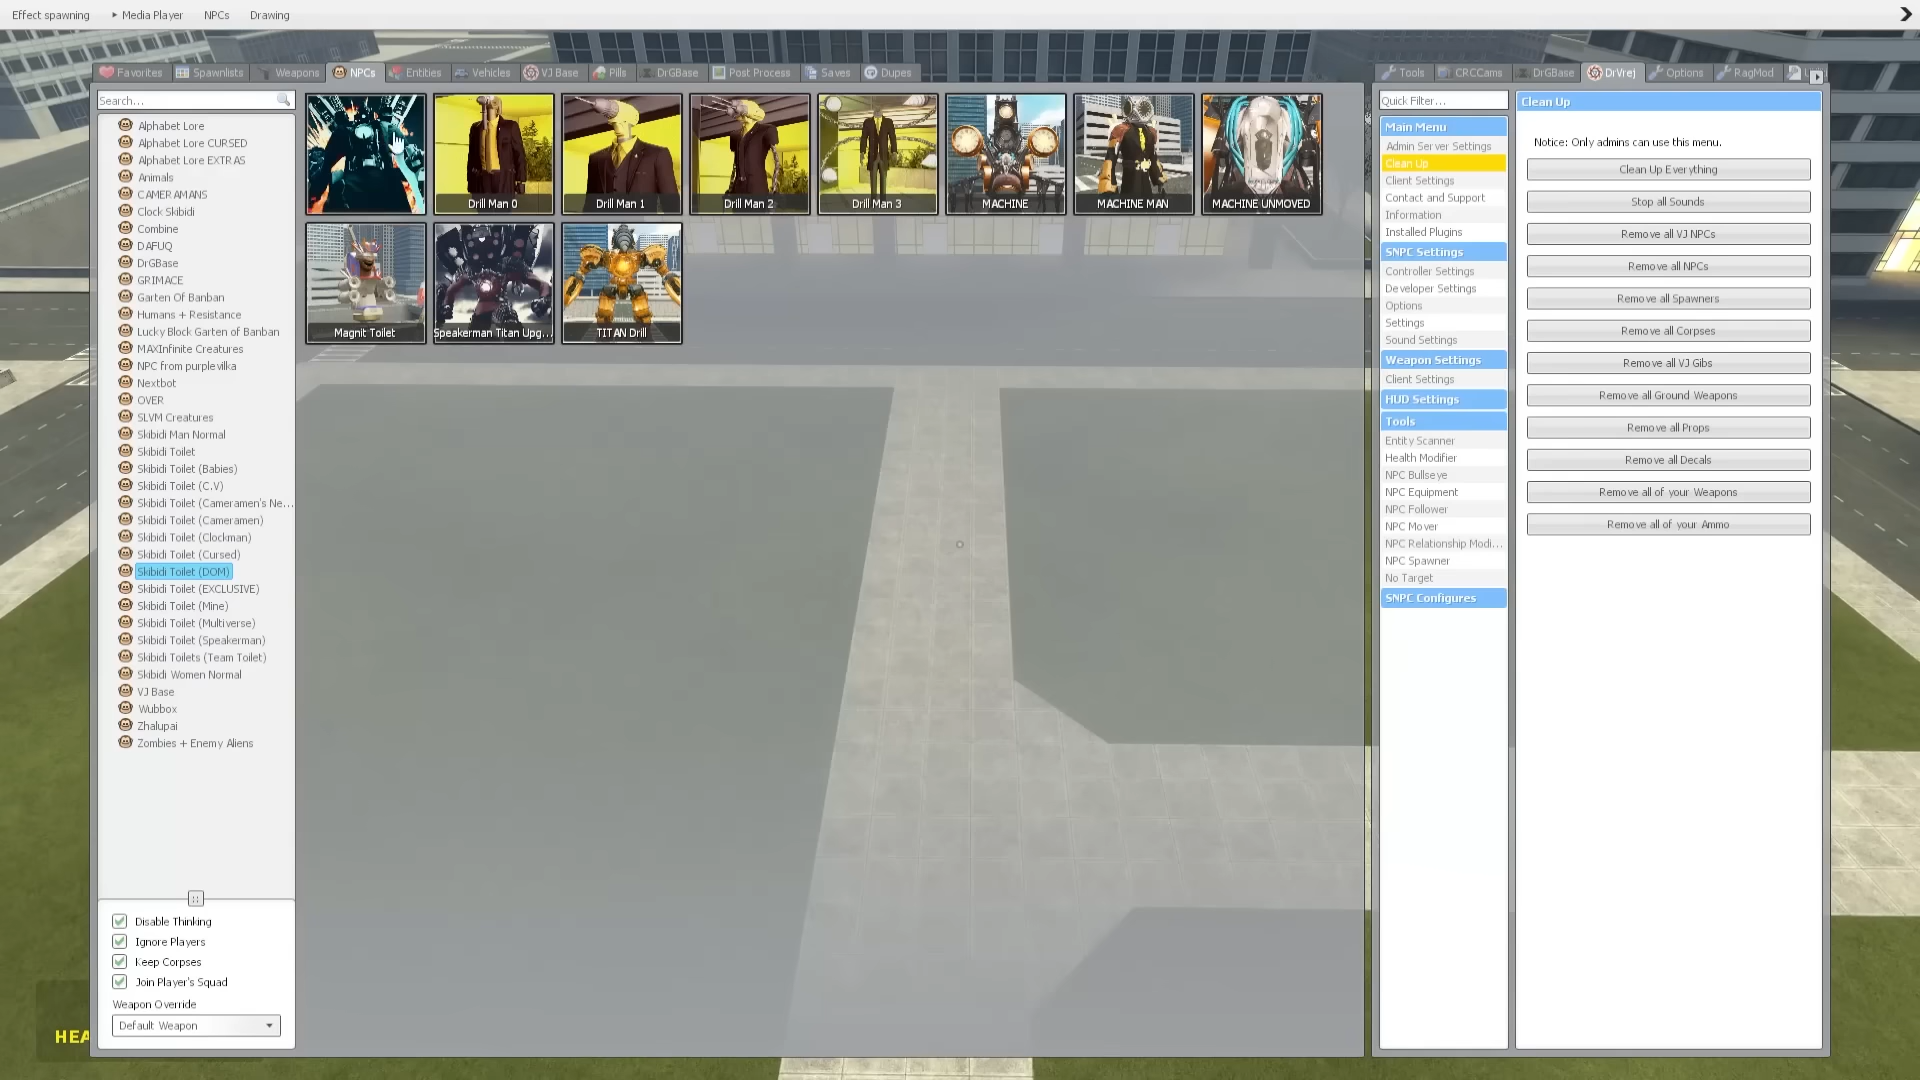 Effect spawning Media Player NPCs Drawing
Favorites Spawnlists Weapons NPCs Entities Vehicles VJ Base Pills DrGBase Post Process Saves Dupes
Search...
Alphabet Lore
Alphabet Lore CURSED
Alphabet Lore EXTRAS
Animals
CAMERAMANS
Clock Skibidi
Combine
DAFUQ
DrGBase
GRIMACE
Garten Of Banban
Humans + Resistance
Lucky Block Garten of Banban
MAXInfinite Creatures
NPC from purplevilka
Nextbot
OVER
SLVM Creatures
Skibidi Man Normal
Skibidi Toilet
Skibidi Toilet (Babies)
Skibidi Toilet (C.V)
Skibidi Toilet (Cameramen's Ne...
Skibidi Toilet (Cameramen)
Skibidi Toilet (Clockman)
Skibidi Toilet (Cursed)
Skibidi Toilet (DOM)
Skibidi Toilet (EXCLUSIVE)
Skibidi Toilet (Mine)
Skibidi Toilet (Multiverse)
Skibidi Toilet (Speakerman)
Skibidi Toilets (Team Toilet)
Skibidi Women Normal
VJ Base
Wubbox
Zhalupai
Zombies + Enemy Aliens
Disable Thinking
Ignore Players
Keep Corpses
Join Player's Squad
Weapon Override
Default Weapon
HEA
Drill Man 0 Drill Man 1 Drill Man 2 Drill Man 3 MACHINE MACHINE MAN MACHINE UNMOVED
Magnit Toilet Speakerman Titan Upg... TITAN Drill
Tools CRCCams DrGBase DrVrej Options RagMod
Quick Filter...
Main Menu
Admin Server Settings
Clean Up
Client Settings
Contact and Support
Information
Installed Plugins
SNPC Settings
Controller Settings
Developer Settings
Options
Settings
Sound Settings
Weapon Settings
Client Settings
HUD Settings
Tools
Entity Scanner
Health Modifier
NPC Bullseye
NPC Equipment
NPC Follower
NPC Mover
NPC Relationship Modi...
NPC Spawner
No Target
SNPC Configures
Clean Up
Notice: Only admins can use this menu.
Clean Up Everything
Stop all Sounds
Remove all VJ NPCs
Remove all NPCs
Remove all Spawners
Remove all Corpses
Remove all VJ Gibs
Remove all Ground Weapons
Remove all Props
Remove all Decals
Remove all of your Weapons
Remove all of your Ammo